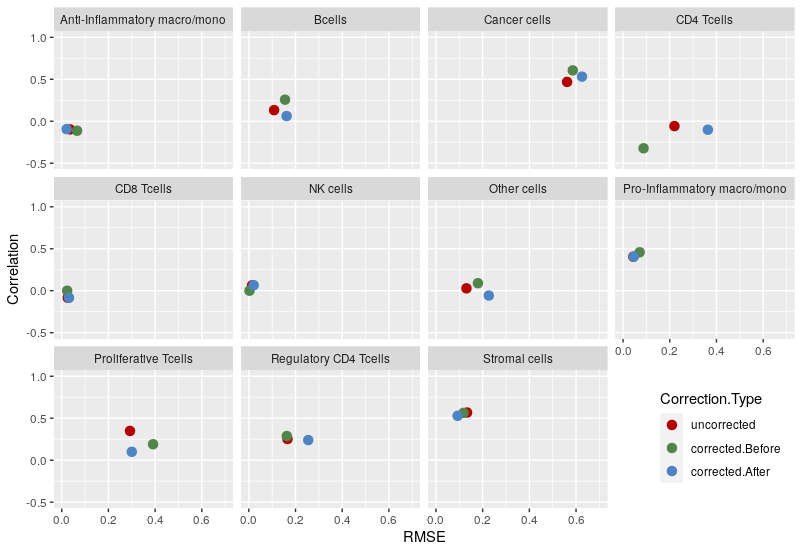 Anti-Inflammatory macro/mono Bcells Cancer cells CD4 Tcells
1.0
0.5
0.0
-0.5
CD8 Tcells NK cells Other cells Pro-Inflammatory macro/mono
1.0
0.5
0.0
-0.5
0.0 0.2 0.4 0.6
Proliferative Tcells Regulatory CD4 Tcells Stromal cells
1.0
0.5
0.0
-0.5
0.0 0.2 0.4 0.6 0.0 0.2 0.4 0.6 0.0 0.2 0.4 0.6
Correlation
RMSE
Correction.Type
uncorrected
corrected.Before
corrected.After